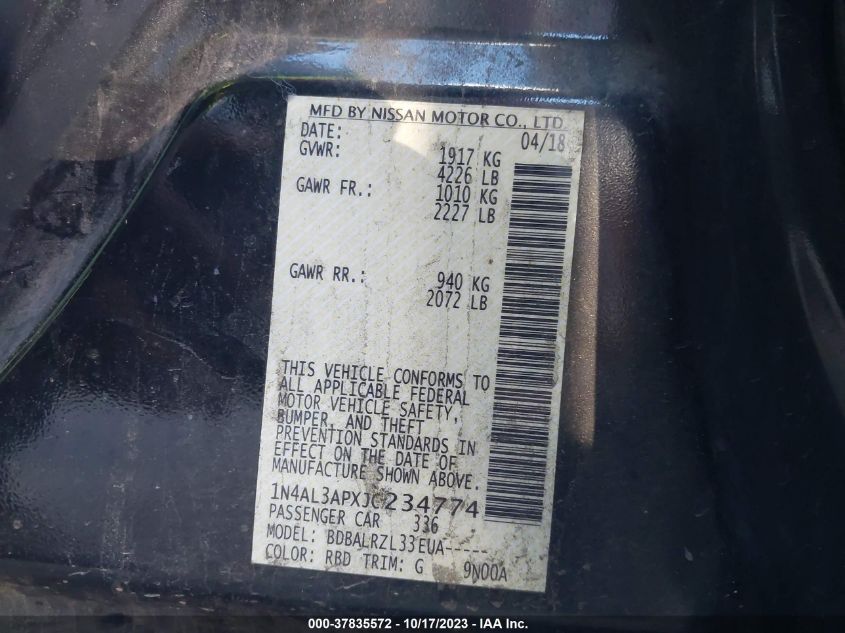 MFD BY NISSAN MOTOR CO., LTD.
DATE: 04/18
GVWR: 1917 KG
4226 LB
GAWR FR.: 1010 KG
2227 LB
GAWR RR.: 940 KG
2072 LB
THIS VEHICLE CONFORMS TO
ALL APPLICABLE FEDERAL
MOTOR VEHICLE SAFETY,
BUMPER, AND THEFT
PREVENTION STANDARDS IN
EFFECT ON THE DATE OF
MANUFACTURE SHOWN ABOVE.
1N4AL3APXJC234774
PASSENGER CAR 336
MODEL: BDBALRZL33EUA-----
COLOR: RBD TRIM: G 9N00A
000-37835572 / 10/17/2023 - IAA Inc.